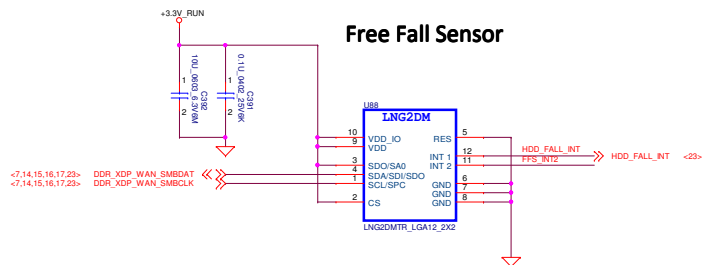 +3.3V_RUN
Free Fall Sensor
10U_0603_6.3V6M
1
2
C392
0.1U_0402_25V6K
1
2
C391
U88
LNG2DM
10 VDD_IO RES 5
9 VDD
INT 1 12 HDD_FALL_INT HDD_FALL_INT <23>
3 SDO/SA0 INT 2 11 FFS_INT2
<7,14,15,16,17,23> DDR_XDP_WAN_SMBDAT 4 SDA/SDI/SDO
<7,14,15,16,17,23> DDR_XDP_WAN_SMBCLK 1 SCL/SPC GND 6
GND 7
2 CS GND 8
LNG2DMTR_LGA12_2X2